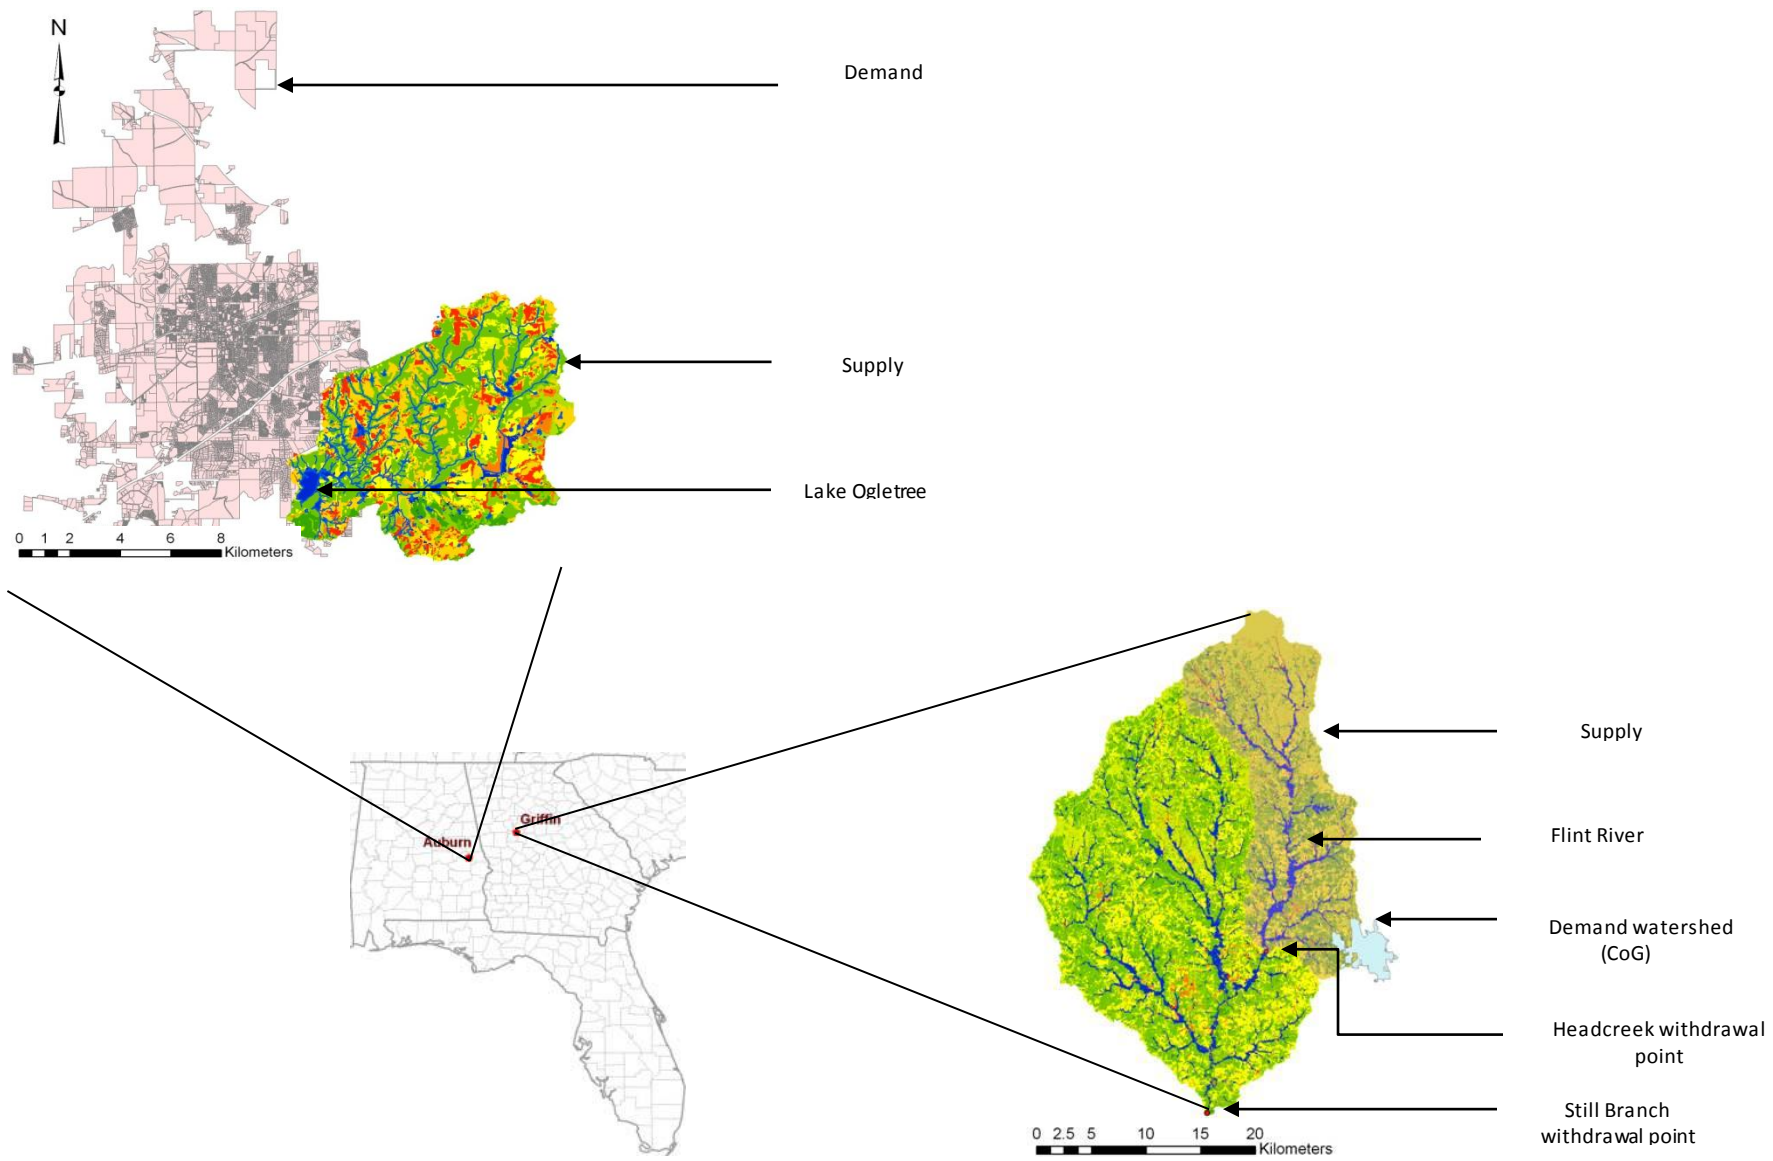 N
Demand
Supply
Lake Ogletree
0 1 2 4 6 8
Kilometers
Supply
Griffin
Auburn
Flint River
Demand watershed
(CoG)
Headcreek withdrawal
point
Still Branch
withdrawal point
0 2.5 5 10 15 20
Kilometers